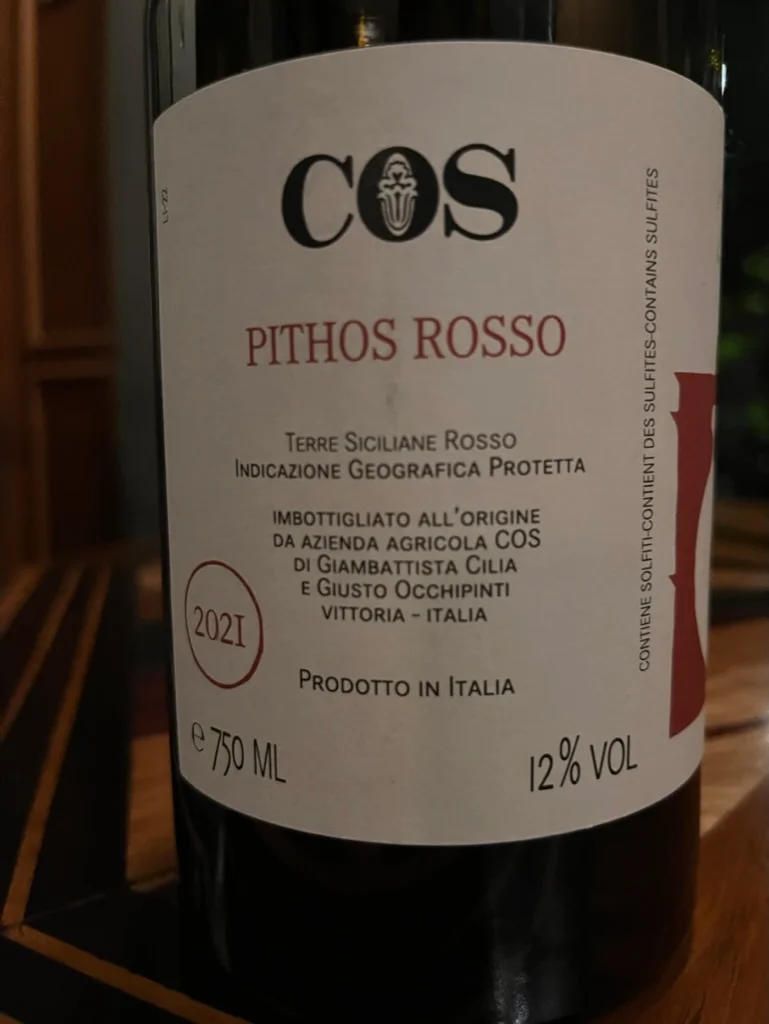 COS
PITHOS ROSSO
TERRE SICILIANE ROSSO
INDICAZIONE GEOGRAFICA PROTETTA
IMBOTTIGLIATO ALL'ORIGINE
DA AZIENDA AGRICOLA COS
DI GIAMBATTISTA CILIA
E GIUSTO OCCHIPINTI
VITTORIA - ITALIA
2021
PRODOTTO IN ITALIA
e 750 ML
12% VOL
CONTIENE SOLFITI-CONTIENT DES SULFITES-CONTAINS SULFITES